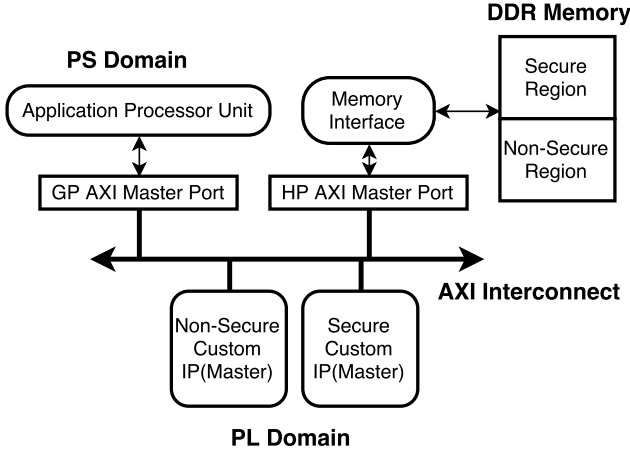 DDR Memory
PS Domain
Application Processor Unit
Memory
Interface
Secure
Region
Non-Secure
Region
GP AXI Master Port
HP AXI Master Port
AXI Interconnect
Non-Secure
Custom
IP(Master)
Secure
Custom
IP(Master)
PL Domain